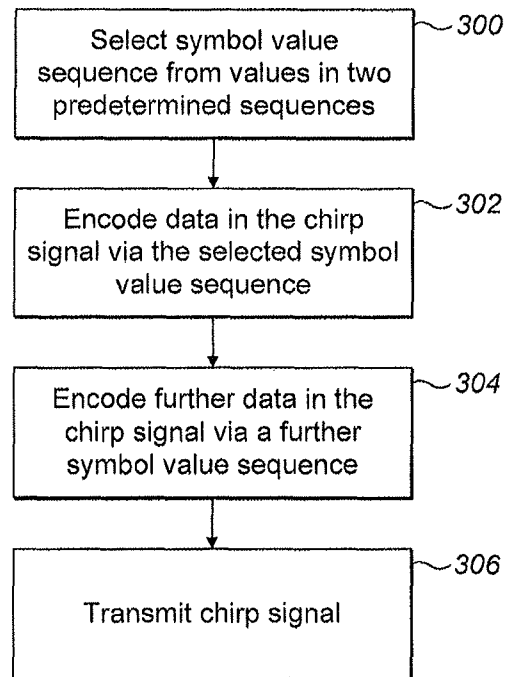 300
Select symbol value
sequence from values in two
predetermined sequences
302
Encode data in the chirp
signal via the selected symbol
value sequence
304
Encode further data in the
chirp signal via a further
symbol value sequence
306
Transmit chirp signal